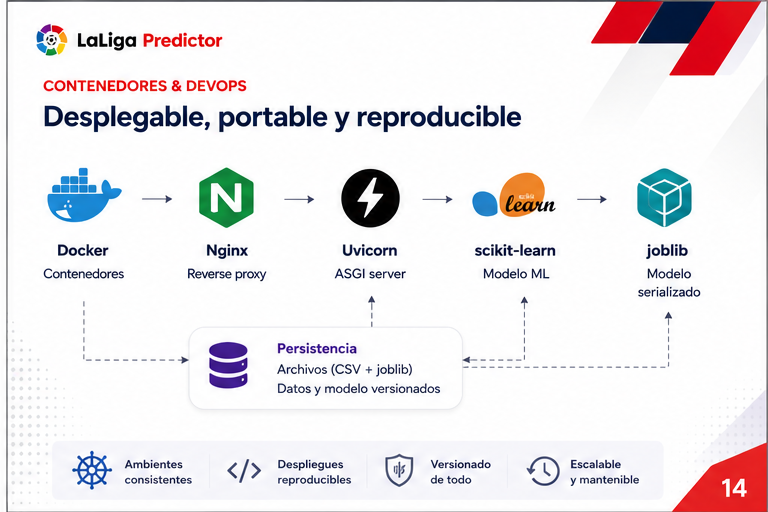 LaLiga Predictor
CONTENEDORES & DEVOPS
Desplegable, portable y reproducible
N
scikit
learn
Docker
Contenedores
Nginx
Reverse proxy
Uvicorn
ASGI server
scikit-learn
Modelo ML
joblib
Modelo
serializado
Persistencia
Archivos (CSV + joblib)
Datos y modelo versionados
Ambientes
consistentes
</>
Despliegues
reproducibles
Versionado
de todo
Escalable
y mantenible
14